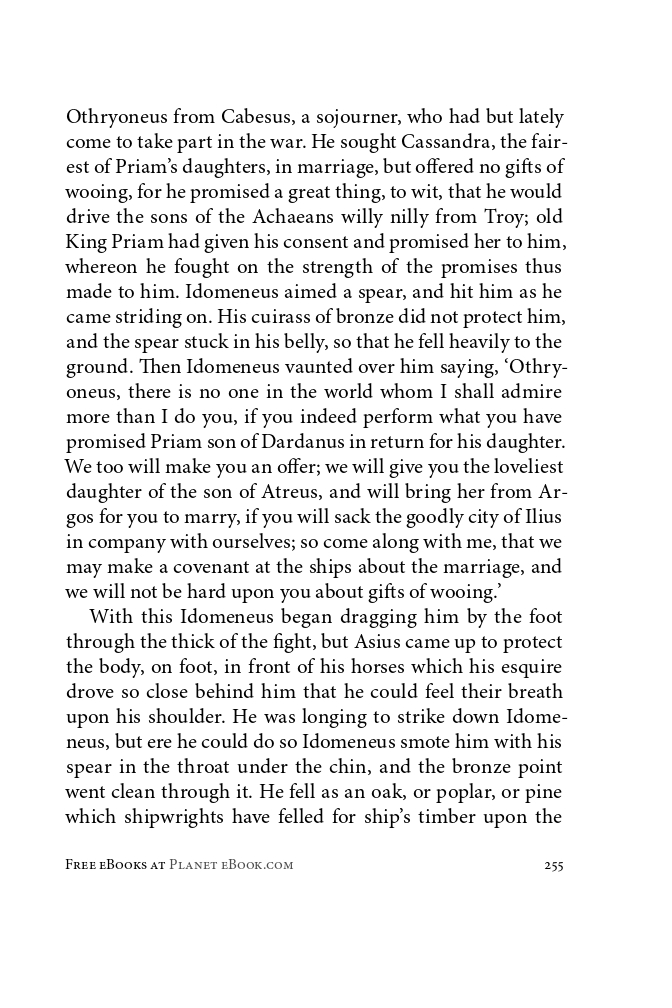 Othryoneus from Cabesus, a sojourner, who had but lately
come to take part in the war. He sought Cassandra, the fair-
est of Priam’s daughters, in marriage, but offered no gifts of
wooing, for he promised a great thing, to wit, that he would
drive the sons of the Achaeans willy nilly from Troy; old
King Priam had given his consent and promised her to him,
whereon he fought on the strength of the promises thus
made to him. Idomeneus aimed a spear, and hit him as he
came striding on. His cuirass of bronze did not protect him,
and the spear stuck in his belly, so that he fell heavily to the
ground. Then Idomeneus vaunted over him saying, ‘Othry-
oneus, there is no one in the world whom I shall admire
more than I do you, if you indeed perform what you have
promised Priam son of Dardanus in return for his daughter.
We too will make you an offer; we will give you the loveliest
daughter of the son of Atreus, and will bring her from Ar-
gos for you to marry, if you will sack the goodly city of Ilius
in company with ourselves; so come along with me, that we
may make a covenant at the ships about the marriage, and
we will not be hard upon you about gifts of wooing.’
With this Idomeneus began dragging him by the foot
through the thick of the fight, but Asius came up to protect
the body, on foot, in front of his horses which his esquire
drove so close behind him that he could feel their breath
upon his shoulder. He was longing to strike down Idome-
neus, but ere he could do so Idomeneus smote him with his
spear in the throat under the chin, and the bronze point
went clean through it. He fell as an oak, or poplar, or pine
which shipwrights have felled for ship’s timber upon the
Free eBooks at Planet eBook.com 255